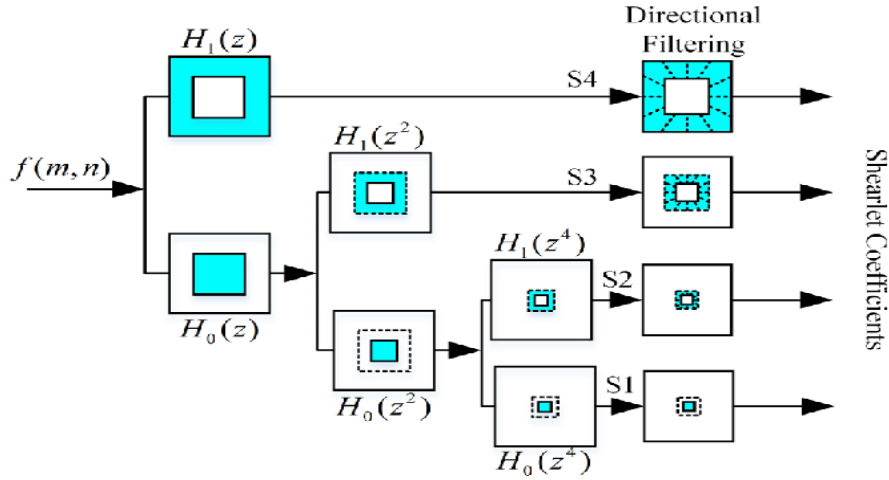 Directional
Filtering
H₁(z)
S4
f(m,n)
H₁(z²)
S3
H₀(z)
H₁(z⁴)
S2
H₀(z²)
S1
H₀(z⁴)
Shearlet Coefficients